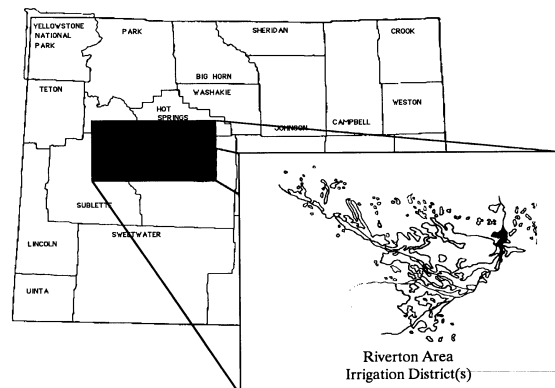 YELLOWSTONE
NATIONAL
PARK
PARK
SHERIDAN
CROOK
BIG HORN
TETON
WASHAKIE
WESTON
HOT
SPRINGS
JOHNSON
CAMPBELL
SUBLETTE
SWEETWATER
LINCOLN
UINTA
Riverton Area
Irrigation District(s)